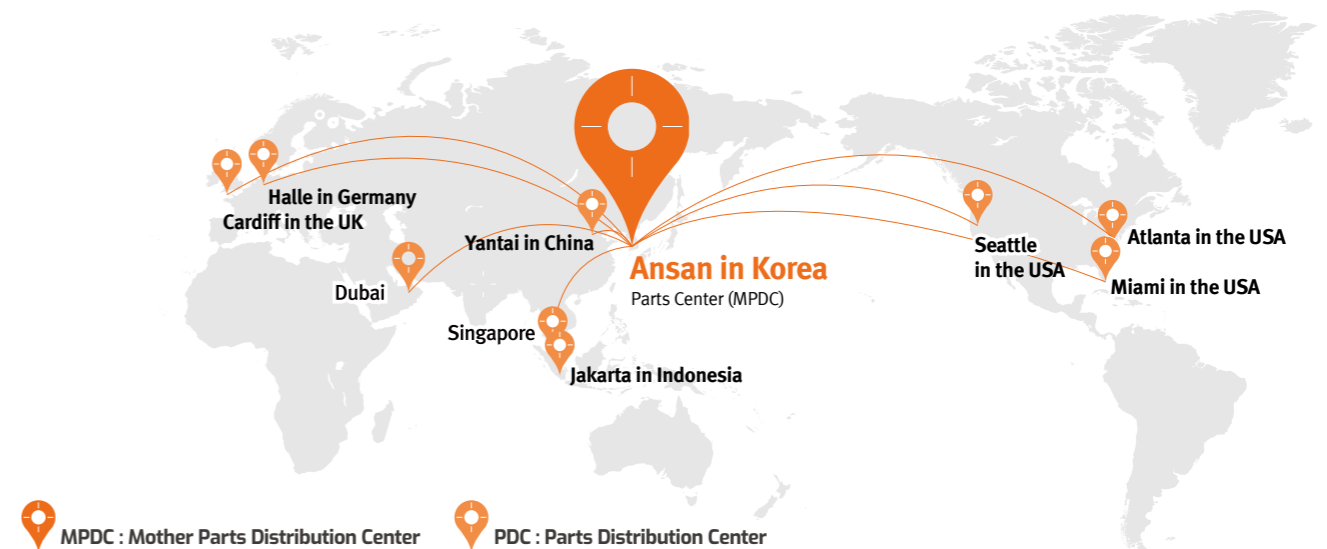 Halle in Germany
Cardiff in the UK
Yantai in China
Dubai
Ansan in Korea
Parts Center (MPDC)
Singapore
Jakarta in Indonesia
Seattle
in the USA
Atlanta in the USA
Miami in the USA
MPDC : Mother Parts Distribution Center
PDC : Parts Distribution Center